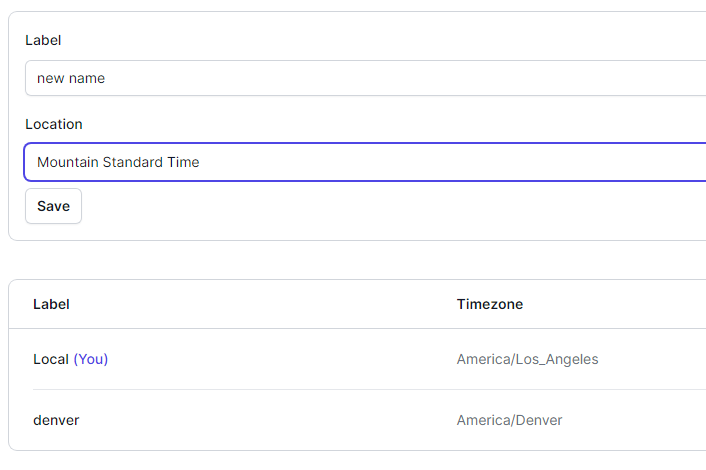 Label
new name
Location
Mountain Standard Time
Save
Label Timezone
Local (You) America/Los_Angeles
denver America/Denver